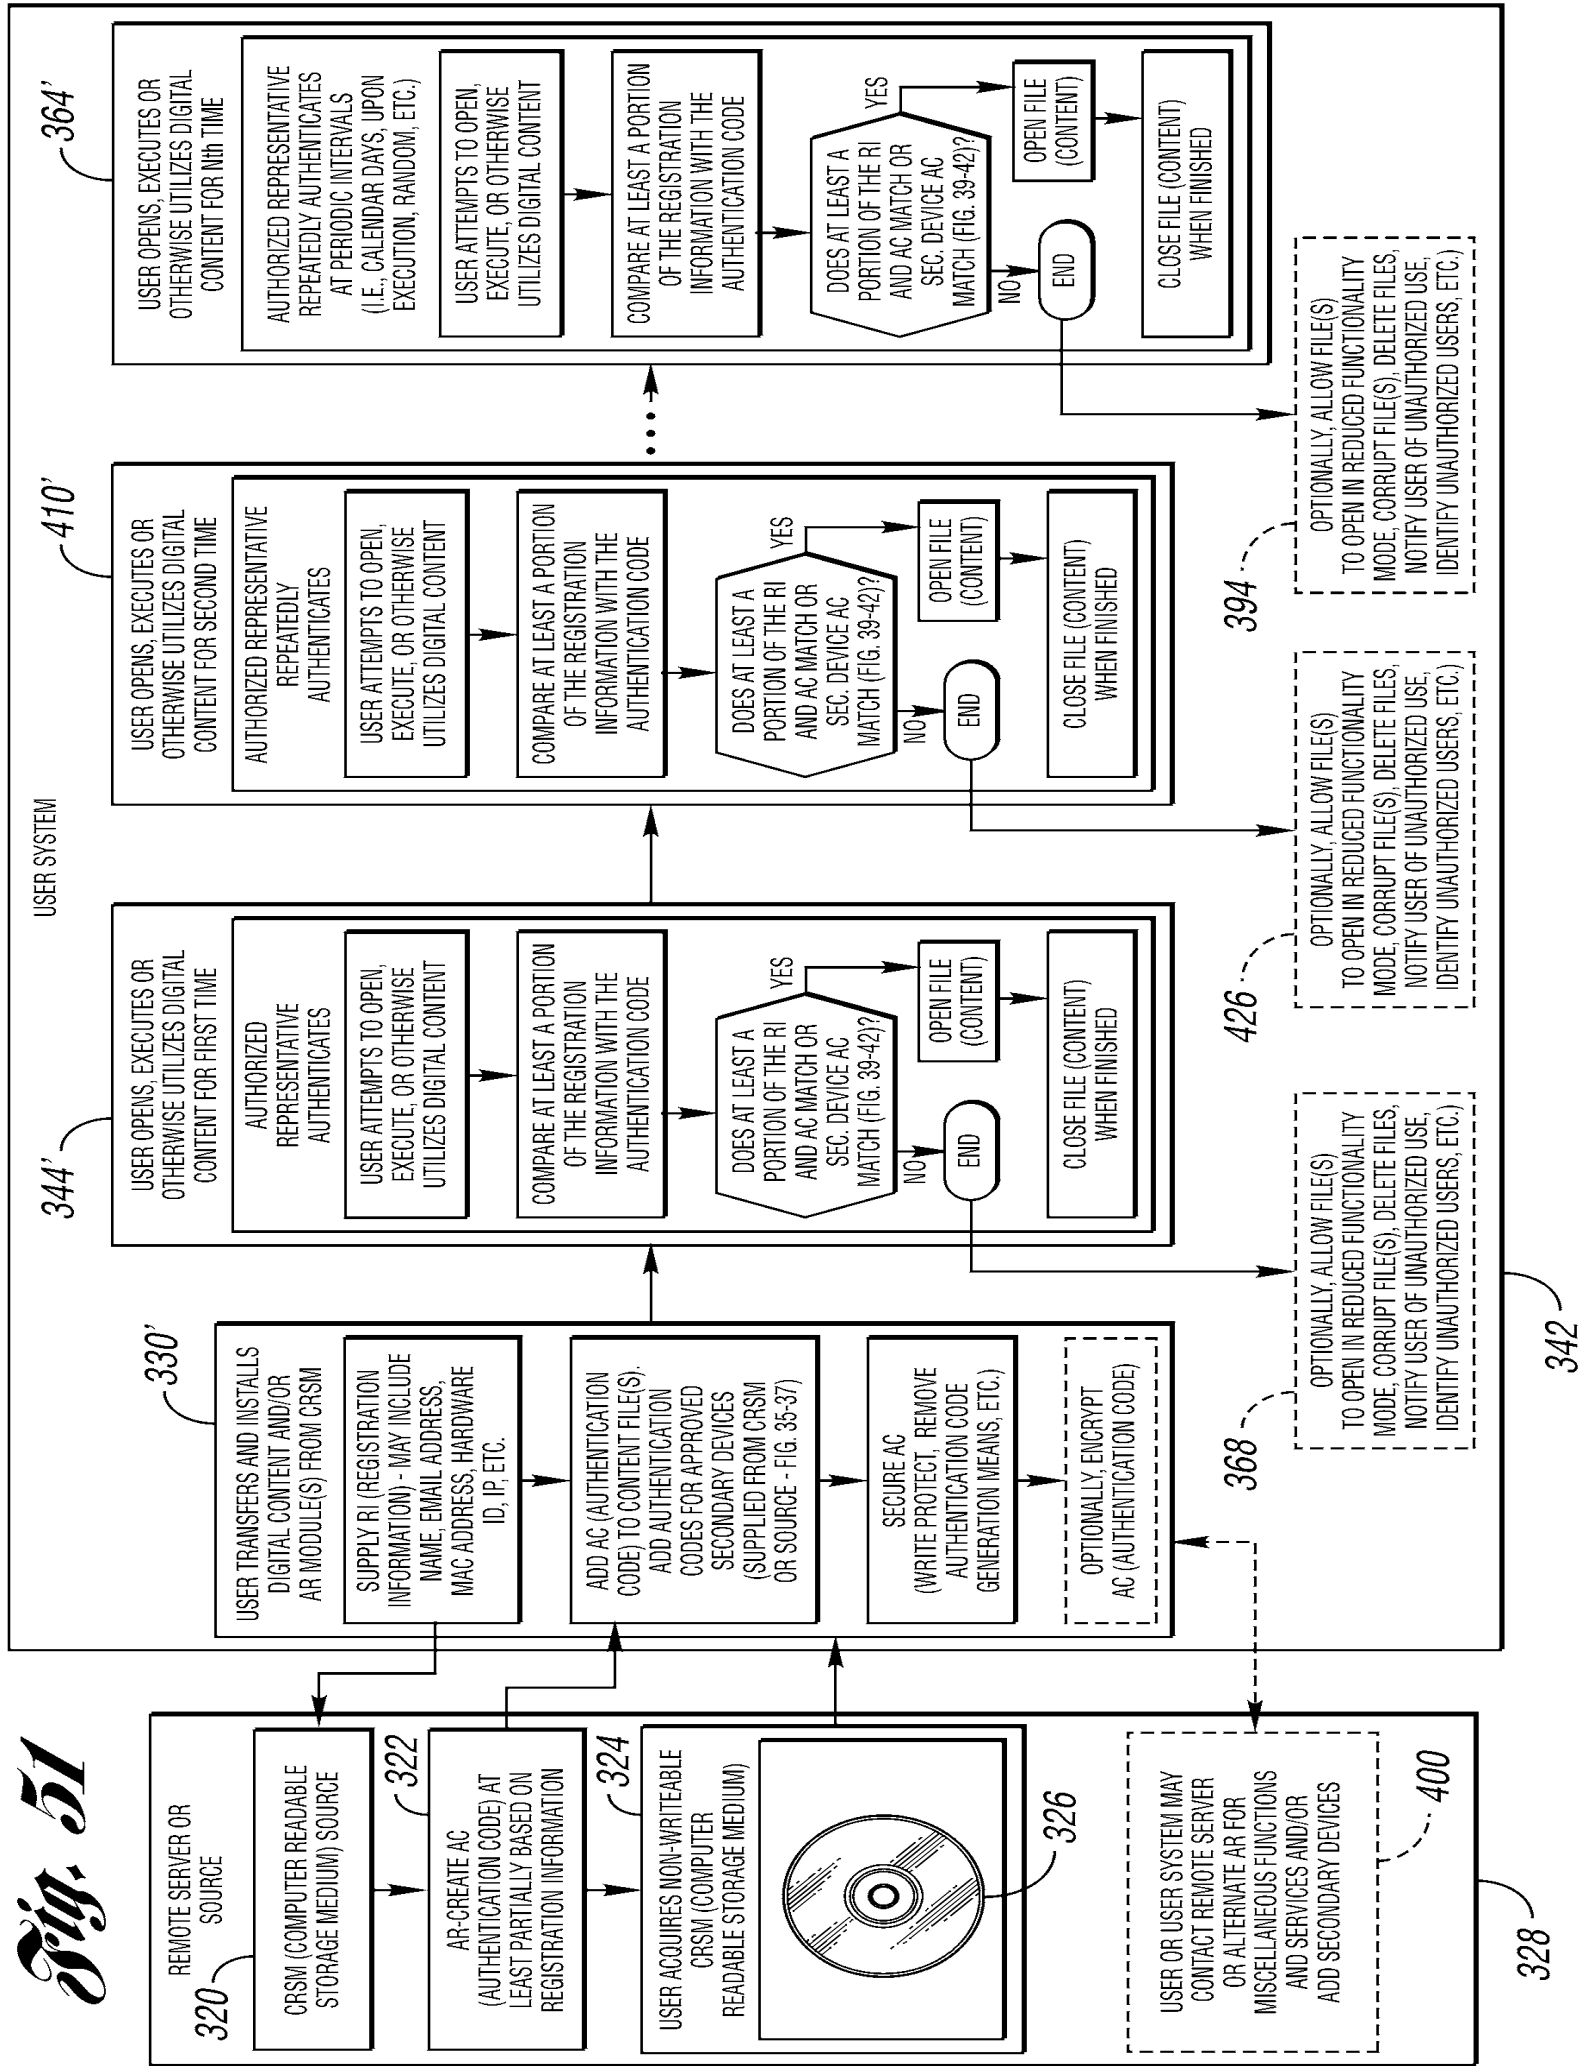 Fig. 51
REMOTE SERVER OR
SOURCE
320
CRSM (COMPUTER READABLE
STORAGE MEDIUM) SOURCE
322
AR-CREATE AC
(AUTHENTICATION CODE) AT
LEAST PARTIALLY BASED ON
REGISTRATION INFORMATION
324
USER ACQUIRES NON-WRITEABLE
CRSM (COMPUTER
READABLE STORAGE MEDIUM)
326
USER OR USER SYSTEM MAY
CONTACT REMOTE SERVER
OR ALTERNATE AR FOR
MISCELLANEOUS FUNCTIONS
AND SERVICES AND/OR
ADD SECONDARY DEVICES
400
328
USER SYSTEM
330'
USER TRANSFERS AND INSTALLS
DIGITAL CONTENT AND/OR
AR MODULE(S) FROM CRSM
SUPPLY RI (REGISTRATION
INFORMATION) - MAY INCLUDE
NAME, EMAIL ADDRESS,
MAC ADDRESS, HARDWARE
ID, IP, ETC.
ADD AC (AUTHENTICATION
CODE) TO CONTENT FILE(S).
ADD AUTHENTICATION
CODES FOR APPROVED
SECONDARY DEVICES
(SUPPLIED FROM CRSM
OR SOURCE - FIG. 35-37)
SECURE AC
(WRITE PROTECT, REMOVE
AUTHENTICATION CODE
GENERATION MEANS, ETC.)
OPTIONALLY, ENCRYPT
AC (AUTHENTICATION CODE)
344'
USER OPENS, EXECUTES OR
OTHERWISE UTILIZES DIGITAL
CONTENT FOR FIRST TIME
AUTHORIZED
REPRESENTATIVE
AUTHENTICATES
USER ATTEMPTS TO OPEN,
EXECUTE, OR OTHERWISE
UTILIZES DIGITAL CONTENT
COMPARE AT LEAST A PORTION
OF THE REGISTRATION
INFORMATION WITH THE
AUTHENTICATION CODE
DOES AT LEAST A
PORTION OF THE RI
AND AC MATCH OR
SEC. DEVICE AC
MATCH (FIG. 39-42)?
YES
NO
OPEN FILE
(CONTENT)
END
CLOSE FILE (CONTENT)
WHEN FINISHED
368
OPTIONALLY, ALLOW FILE(S)
TO OPEN IN REDUCED FUNCTIONALITY
MODE, CORRUPT FILE(S), DELETE FILES,
NOTIFY USER OF UNAUTHORIZED USE,
IDENTIFY UNAUTHORIZED USERS, ETC.)
410'
USER OPENS, EXECUTES OR
OTHERWISE UTILIZES DIGITAL
CONTENT FOR SECOND TIME
AUTHORIZED REPRESENTATIVE
REPEATEDLY
AUTHENTICATES
USER ATTEMPTS TO OPEN,
EXECUTE, OR OTHERWISE
UTILIZES DIGITAL CONTENT
COMPARE AT LEAST A PORTION
OF THE REGISTRATION
INFORMATION WITH THE
AUTHENTICATION CODE
DOES AT LEAST A
PORTION OF THE RI
AND AC MATCH OR
SEC. DEVICE AC
MATCH (FIG. 39-42)?
YES
NO
OPEN FILE
(CONTENT)
END
CLOSE FILE (CONTENT)
WHEN FINISHED
426
OPTIONALLY, ALLOW FILE(S)
TO OPEN IN REDUCED FUNCTIONALITY
MODE, CORRUPT FILE(S), DELETE FILES,
NOTIFY USER OF UNAUTHORIZED USE,
IDENTIFY UNAUTHORIZED USERS, ETC.)
364'
USER OPENS, EXECUTES OR
OTHERWISE UTILIZES DIGITAL
CONTENT FOR Nth TIME
AUTHORIZED REPRESENTATIVE
REPEATEDLY AUTHENTICATES
AT PERIODIC INTERVALS
(I.E., CALENDAR DAYS, UPON
EXECUTION, RANDOM, ETC.)
USER ATTEMPTS TO OPEN,
EXECUTE, OR OTHERWISE
UTILIZES DIGITAL CONTENT
COMPARE AT LEAST A PORTION
OF THE REGISTRATION
INFORMATION WITH THE
AUTHENTICATION CODE
DOES AT LEAST A
PORTION OF THE RI
AND AC MATCH OR
SEC. DEVICE AC
MATCH (FIG. 39-42)?
YES
NO
OPEN FILE
(CONTENT)
END
CLOSE FILE (CONTENT)
WHEN FINISHED
394
OPTIONALLY, ALLOW FILE(S)
TO OPEN IN REDUCED FUNCTIONALITY
MODE, CORRUPT FILE(S), DELETE FILES,
NOTIFY USER OF UNAUTHORIZED USE,
IDENTIFY UNAUTHORIZED USERS, ETC.)
342